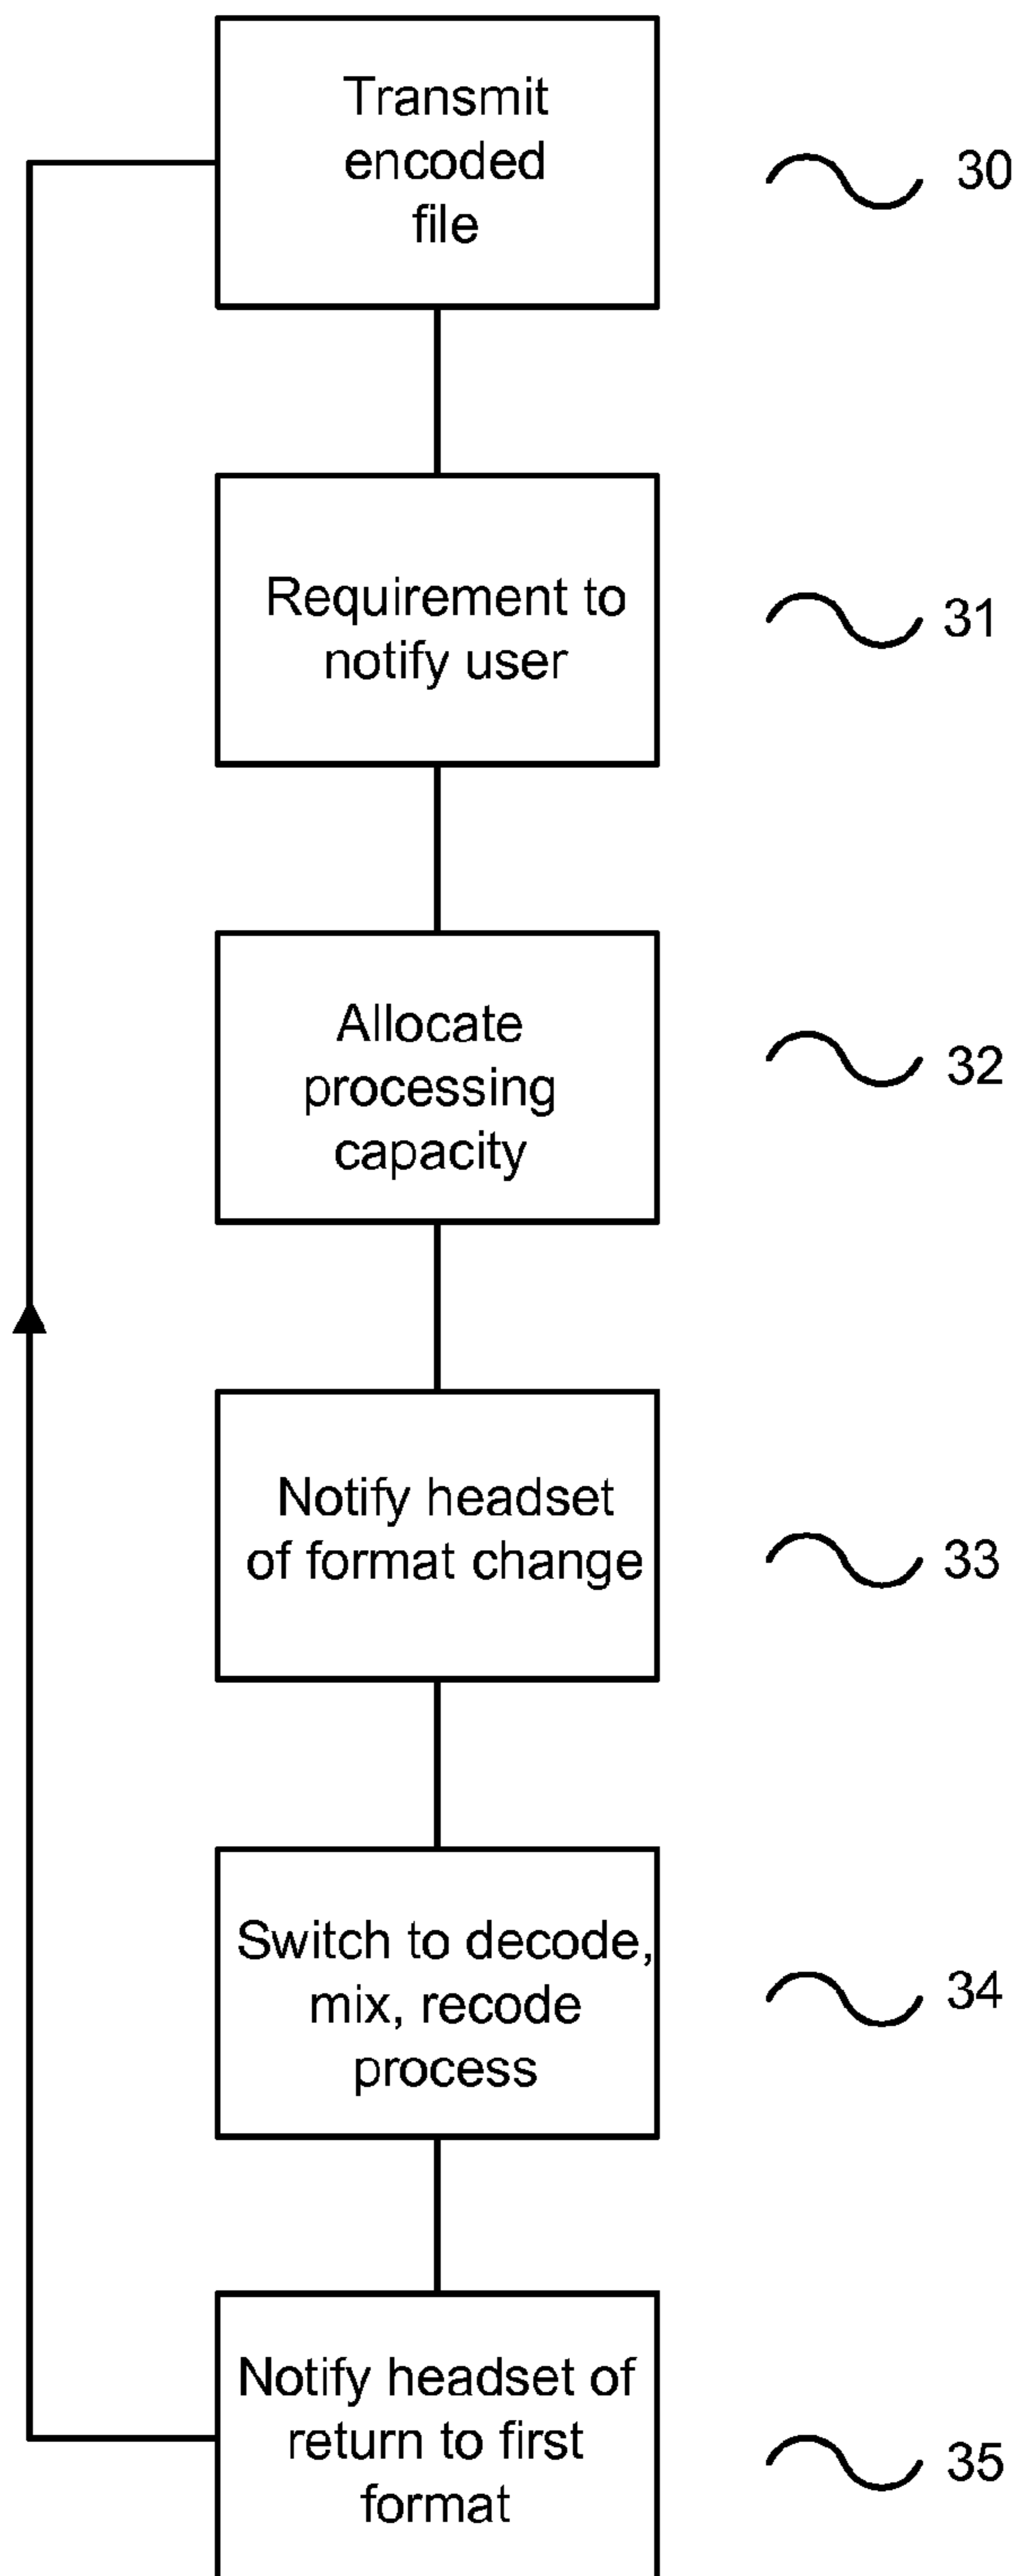 Transmit
encoded
file
30
Requirement to
notify user
31
Allocate
processing
capacity
32
Notify headset
of format change
33
Switch to decode,
mix, recode
process
34
Notify headset of
return to first
format
35